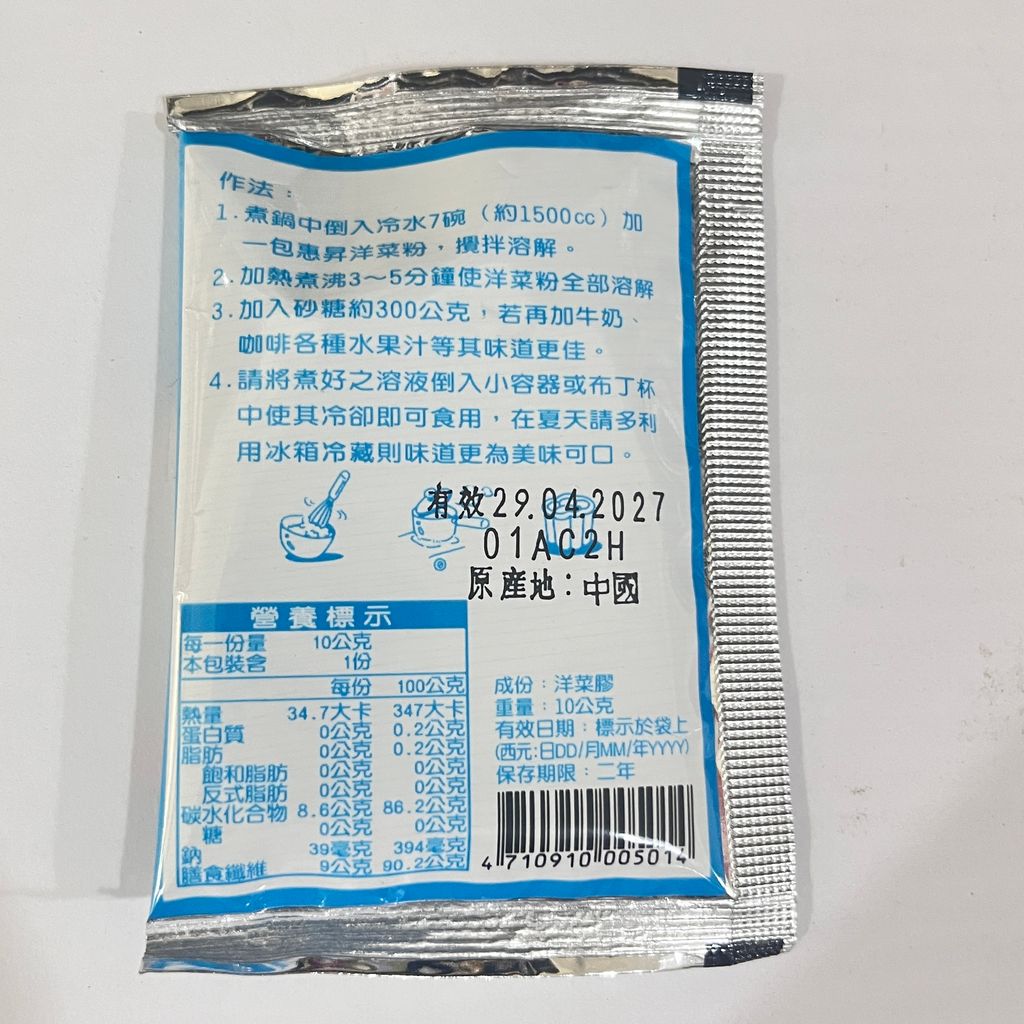 作法：
1.煮鍋中倒入冷水7碗（約1500cc）加
一包惠昇洋菜粉，攪拌溶解。
2.加熱煮沸3～5分鐘使洋菜粉全部溶解
3.加入砂糖約300公克，若再加牛奶、
咖啡各種水果汁等其味道更佳。
4.請將煮好之溶液倒入小容器或布丁杯
中使其冷卻即可食用，在夏天請多利
用冰箱冷藏則味道更為美味可口。
有效29.04.2027
01AC2H
原產地：中國
營養標示
每一份量 10公克
本包裝含 1份
每份 100公克
熱量 34.7大卡 347大卡
蛋白質 0公克 0.2公克
脂肪 0公克 0.2公克
飽和脂肪 0公克 0公克
反式脂肪 0公克 0公克
碳水化合物 8.6公克 86.2公克
糖 0公克 0公克
鈉 39毫克 394毫克
膳食纖維 9公克 90.2公克
成份：洋菜膠
重量：10公克
有效日期：標示於袋上
(西元:日DD/月MM/年YYYY)
保存期限：二年
4 710910 005014